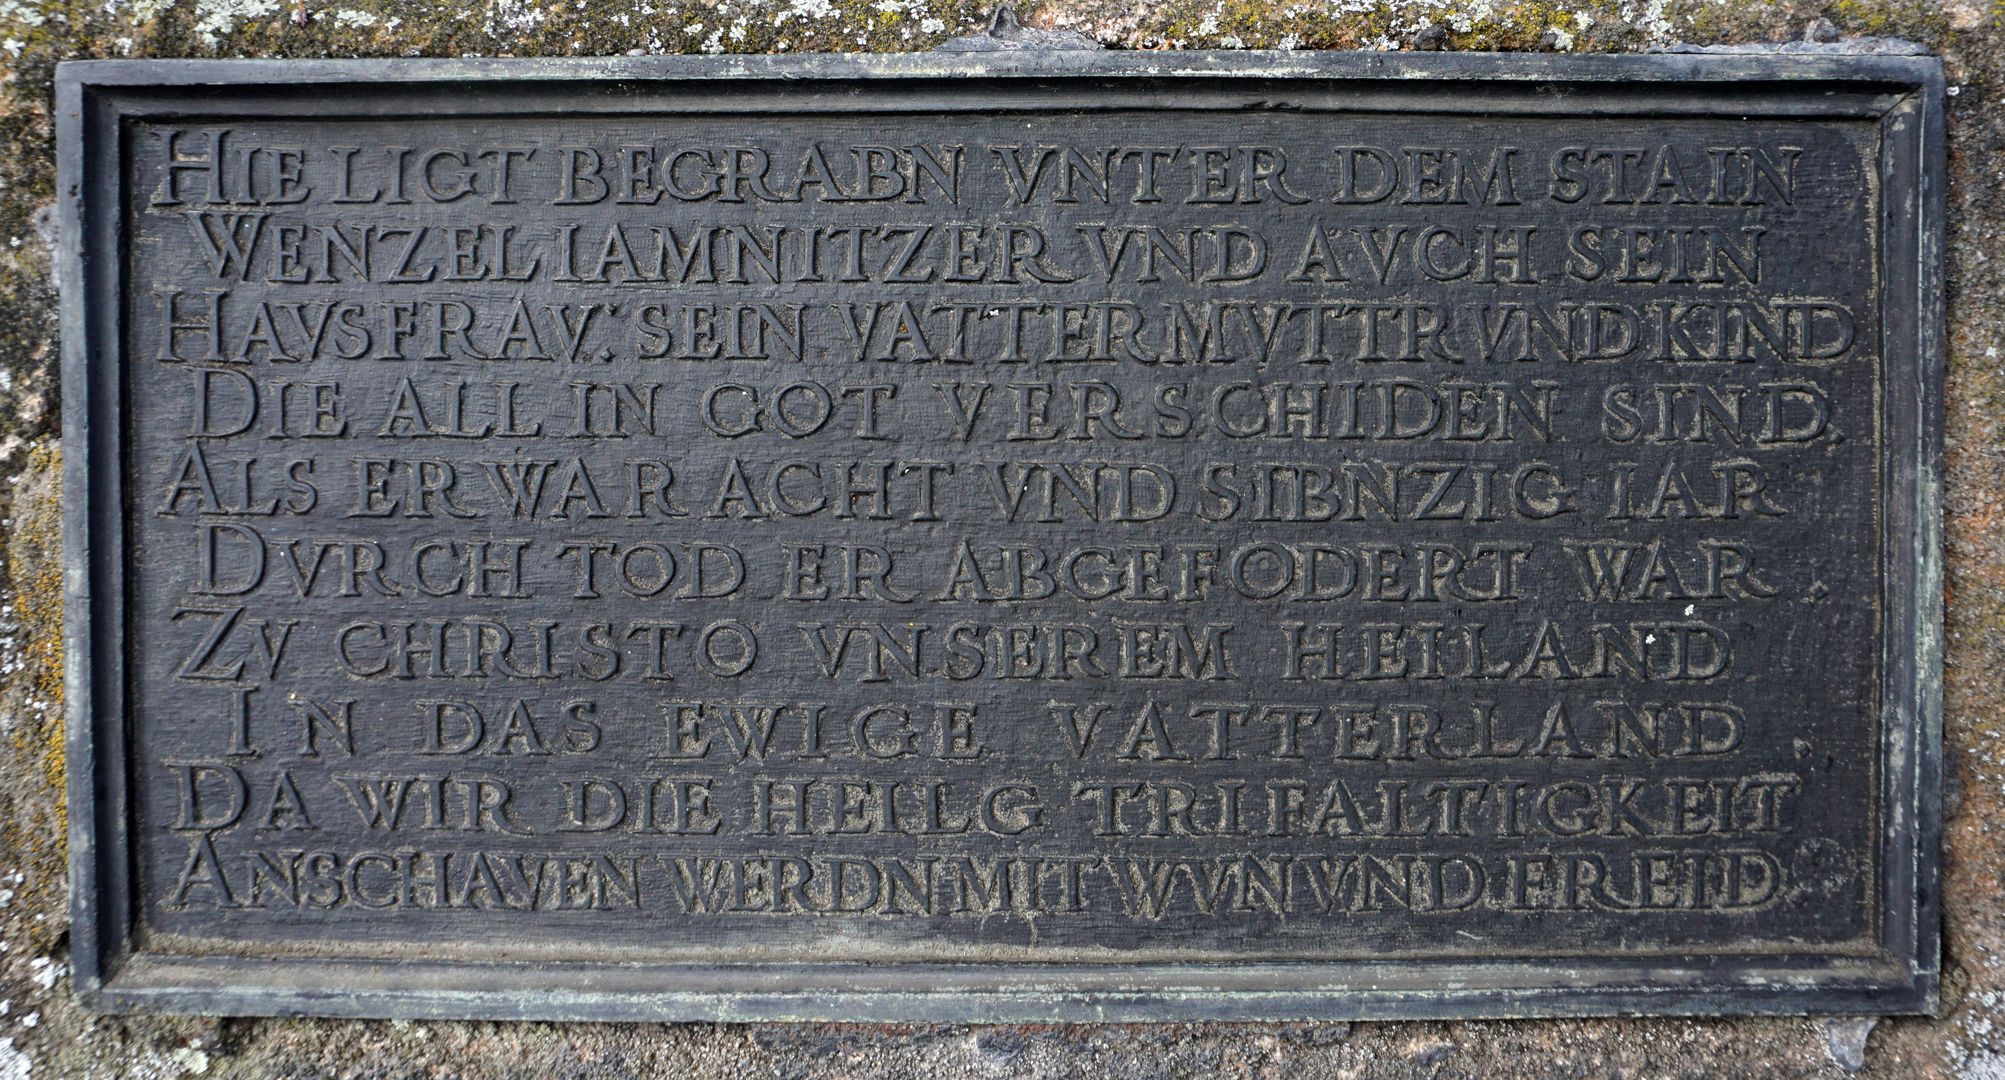 HIE LIGT BEGRABN VNTER DEM STAIN
WENZEL IAMNITZER VND AVCH SEIN
HAVSFRAV: SEIN VATTER MVTTR VND KIND
DIE ALL IN GOT VERSCHIDEN SIND.
ALS ER WAR ACHT VND SIBNZIG IAR
DVRCH TOD ER ABGEFODERT WAR.
ZV CHRISTO VNSEREM HEILAND
IN DAS EWIGE VATTERLAND.
DA WIR DIE HEILG TRIFALTIGKEIT
ANSCHAVEN WERDN MIT WVN VND FREID